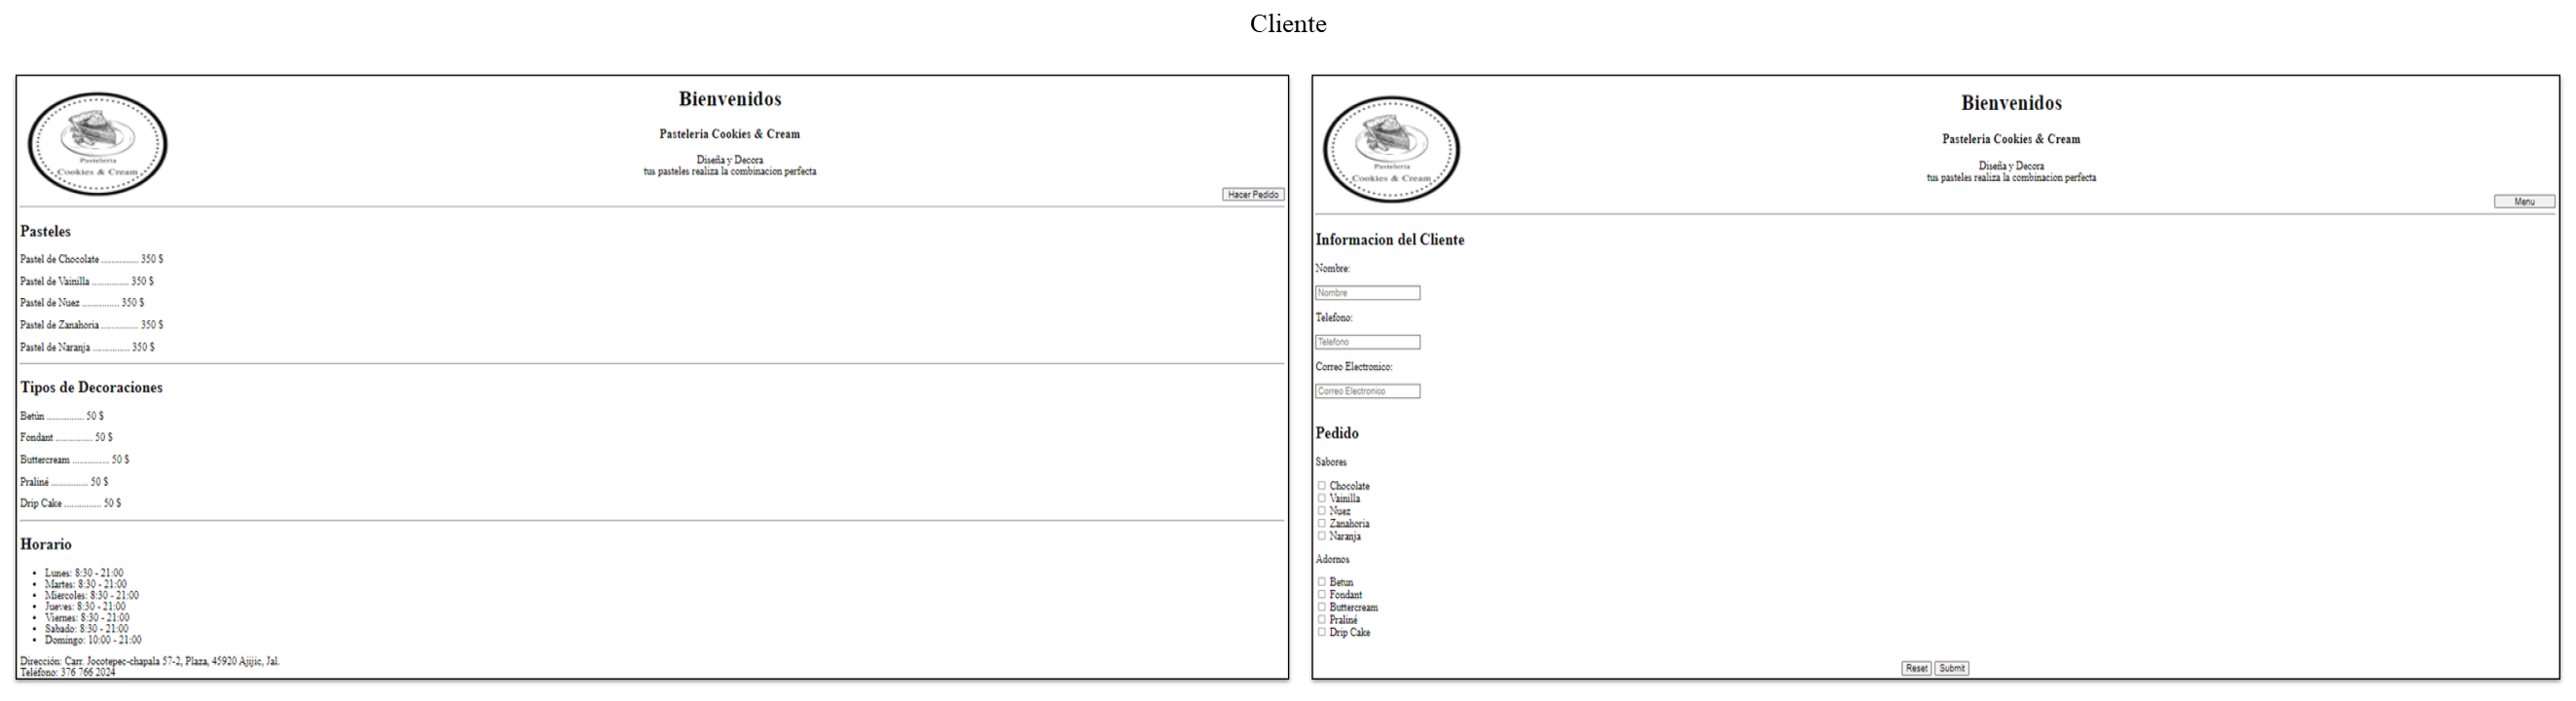 Cliente
Pasteleria
Cookies & Cream
Bienvenidos
Pasteleria Cookies & Cream
Diseña y Decora
tus pasteles realiza la combinacion perfecta
Hacer Pedido
Pasteles
Pastel de Chocolate ............... 350 $
Pastel de Vainilla ............... 350 $
Pastel de Nuez ............... 350 $
Pastel de Zanahoria ............... 350 $
Pastel de Naranja ............... 350 $
Tipos de Decoraciones
Betún ............... 50 $
Fondant ............... 50 $
Buttercream ............... 50 $
Praliné ............... 50 $
Drip Cake ............... 50 $
Horario
• Lunes: 8:30 - 21:00
• Martes: 8:30 - 21:00
• Miercoles: 8:30 - 21:00
• Jueves: 8:30 - 21:00
• Viernes: 8:30 - 21:00
• Sabado: 8:30 - 21:00
• Domingo: 10:00 - 21:00
Dirección: Carr. Jocotepec-chapala 57-2, Plaza, 45920 Ajijic, Jal.
Teléfono: 376 766 2024
Pasteleria
Cookies & Cream
Bienvenidos
Pasteleria Cookies & Cream
Diseña y Decora
tus pasteles realiza la combinacion perfecta
Menu
Informacion del Cliente
Nombre:
Nombre
Telefono:
Telefono
Correo Electronico:
Correo Electronico
Pedido
Sabores
Chocolate
Vainilla
Nuez
Zanahoria
Naranja
Adornos
Betun
Fondant
Buttercream
Praliné
Drip Cake
Reset Submit